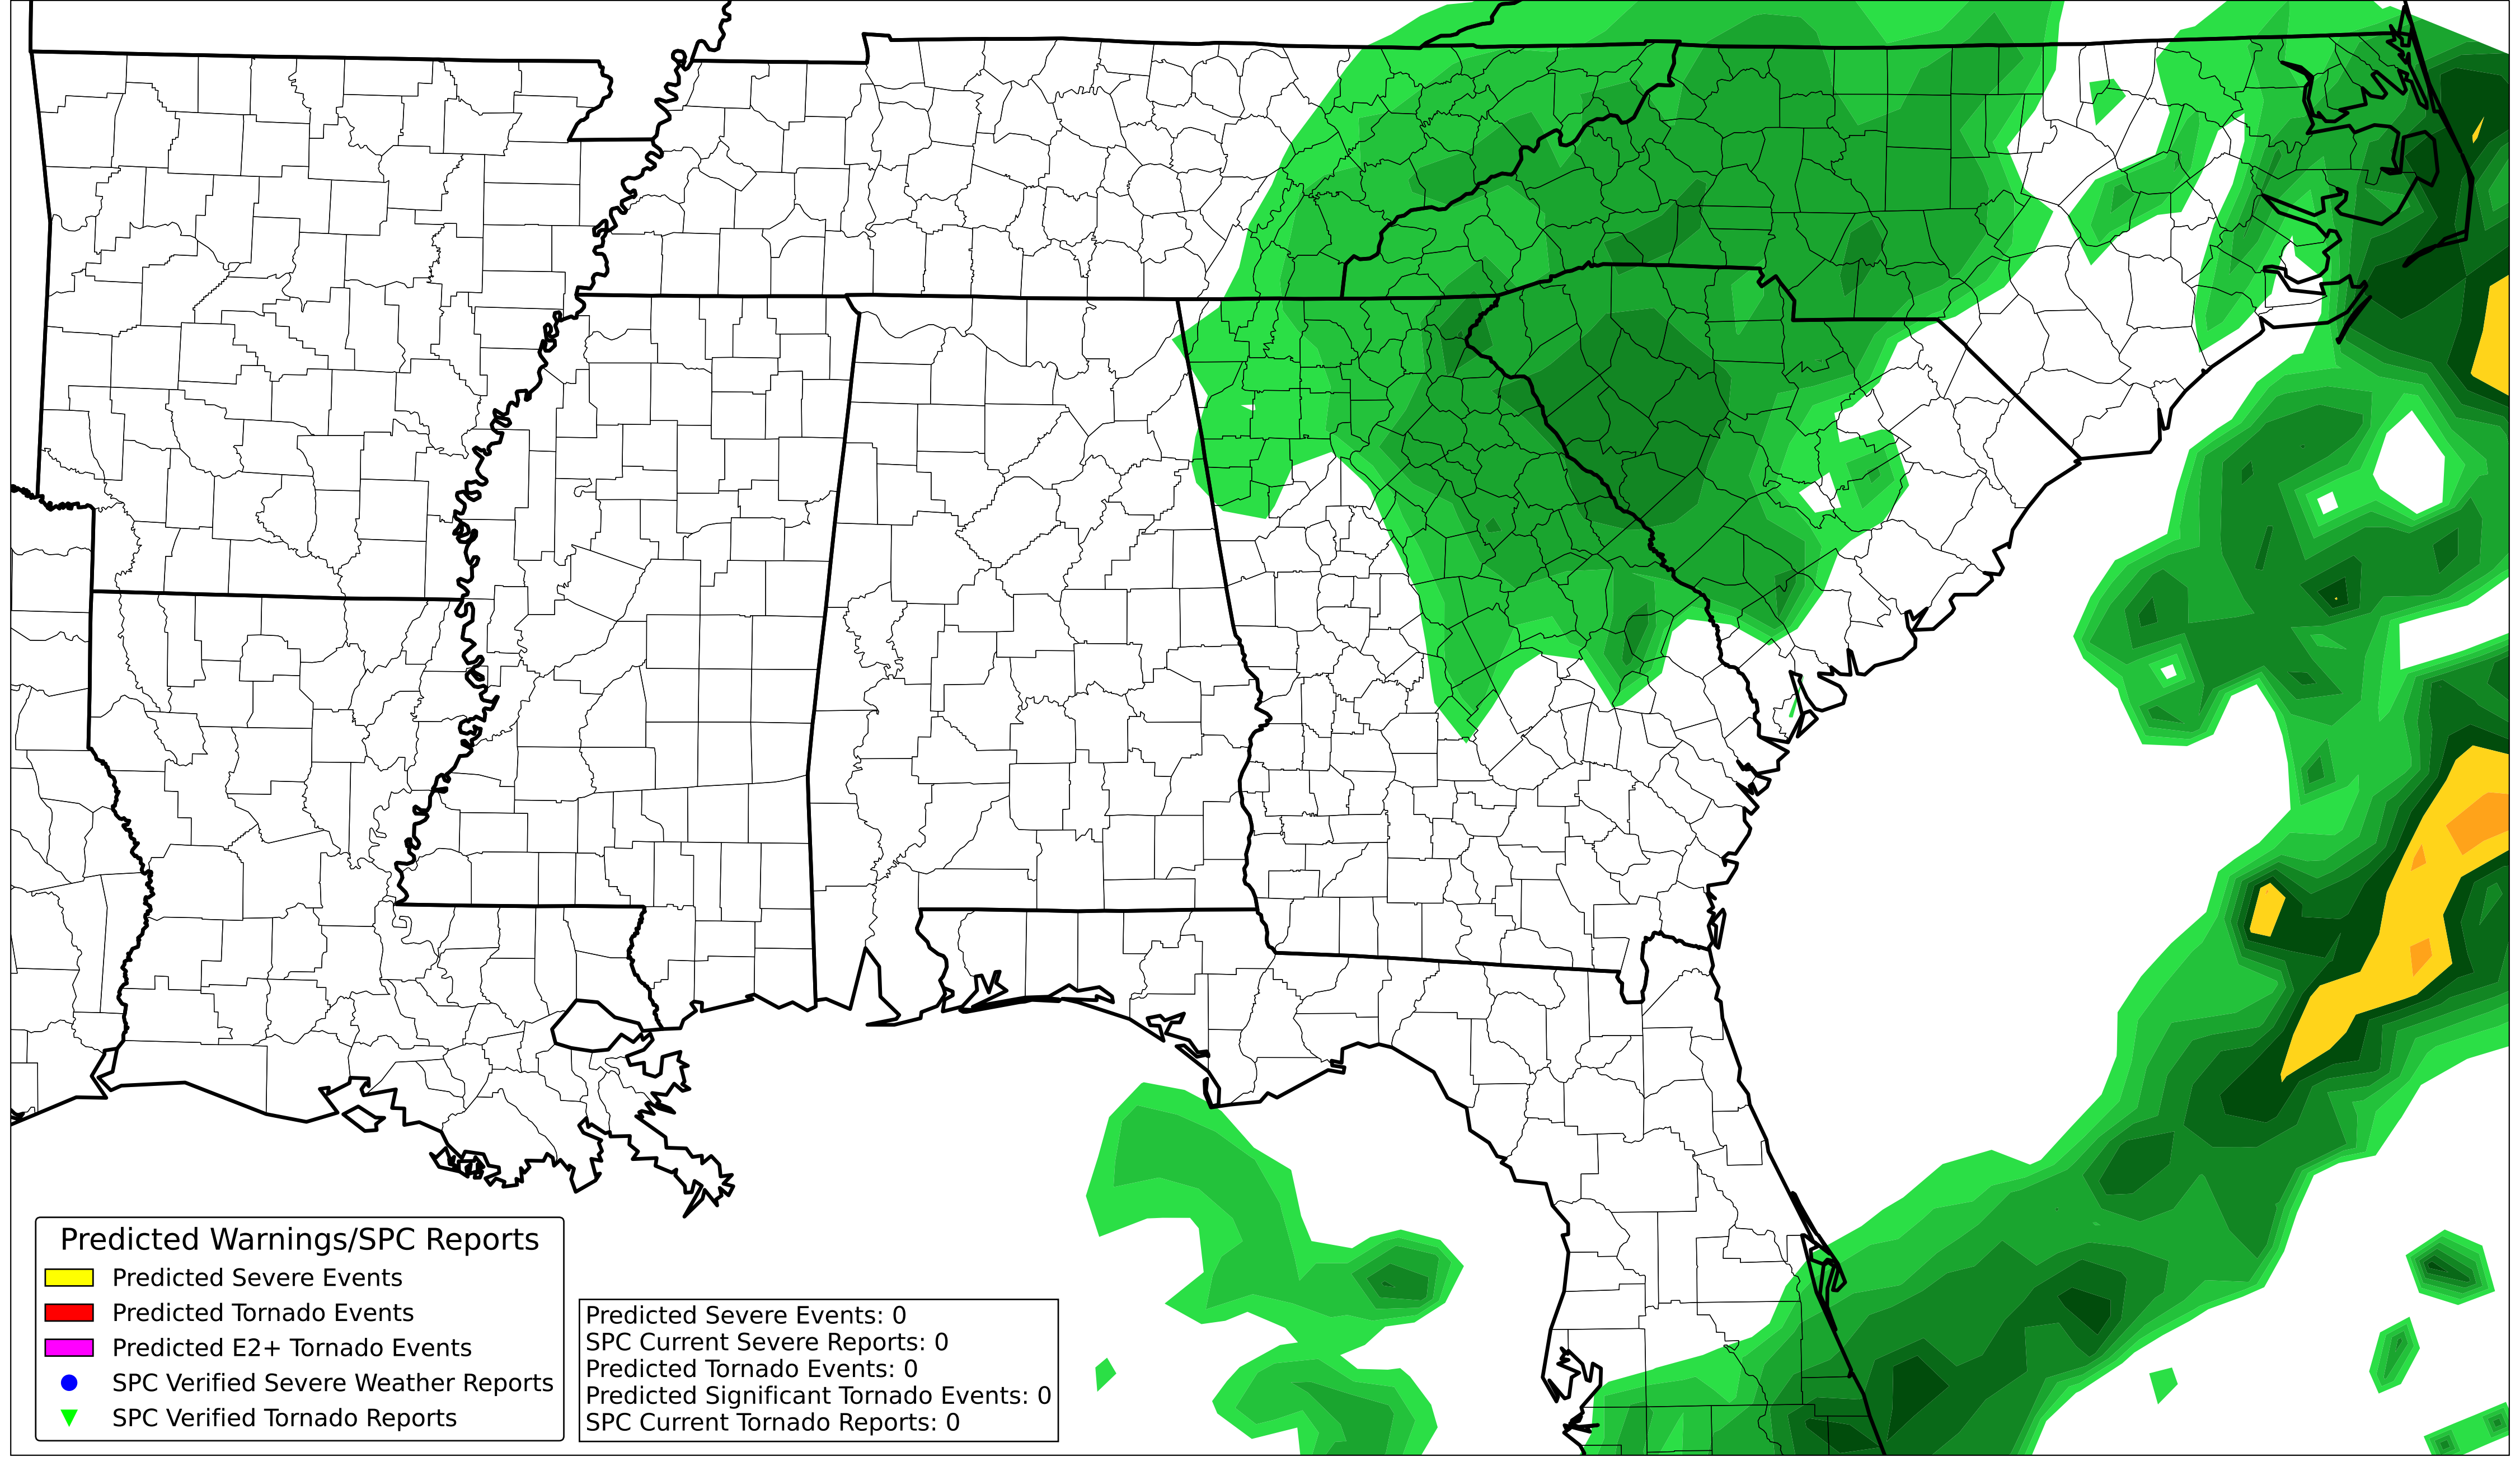 Predicted Warnings/SPC Reports
Predicted Severe Events
Predicted Tornado Events
Predicted E2+ Tornado Events
SPC Verified Severe Weather Reports
SPC Verified Tornado Reports
Predicted Severe Events: 0
SPC Current Severe Reports: 0
Predicted Tornado Events: 0
Predicted Significant Tornado Events: 0
SPC Current Tornado Reports: 0